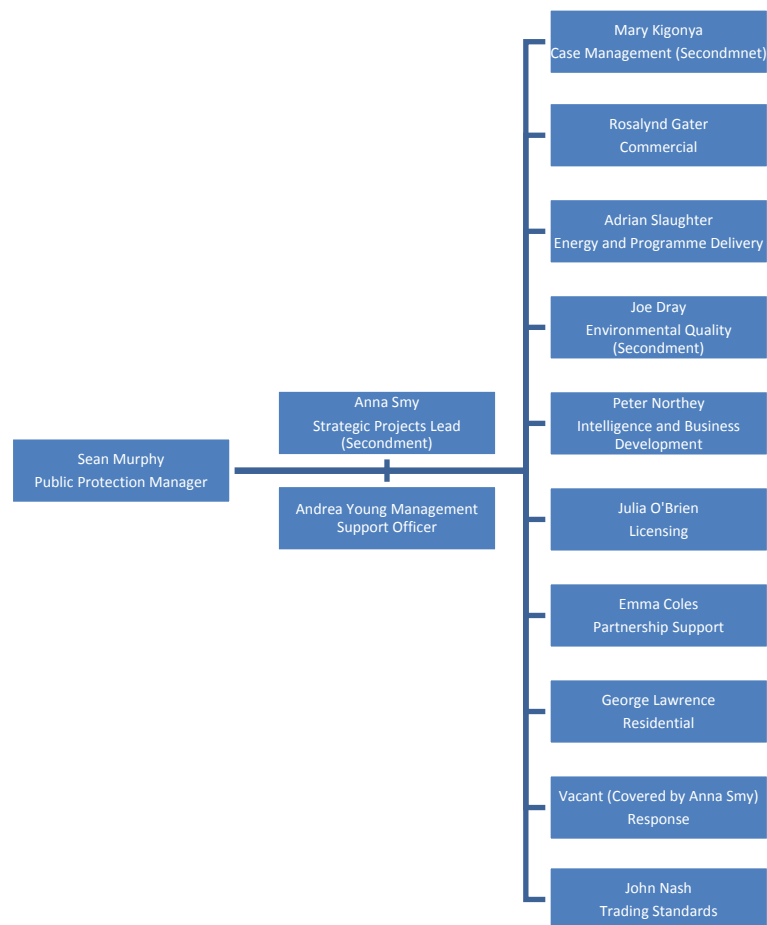 Sean Murphy
Public Protection Manager
Anna Smy
Strategic Projects Lead
(Secondment)
Andrea Young Management
Support Officer
Mary Kigonya
Case Management (Secondmnet)
Rosalynd Gater
Commercial
Adrian Slaughter
Energy and Programme Delivery
Joe Dray
Environmental Quality
(Secondment)
Peter Northey
Intelligence and Business
Development
Julia O'Brien
Licensing
Emma Coles
Partnership Support
George Lawrence
Residential
Vacant (Covered by Anna Smy)
Response
John Nash
Trading Standards